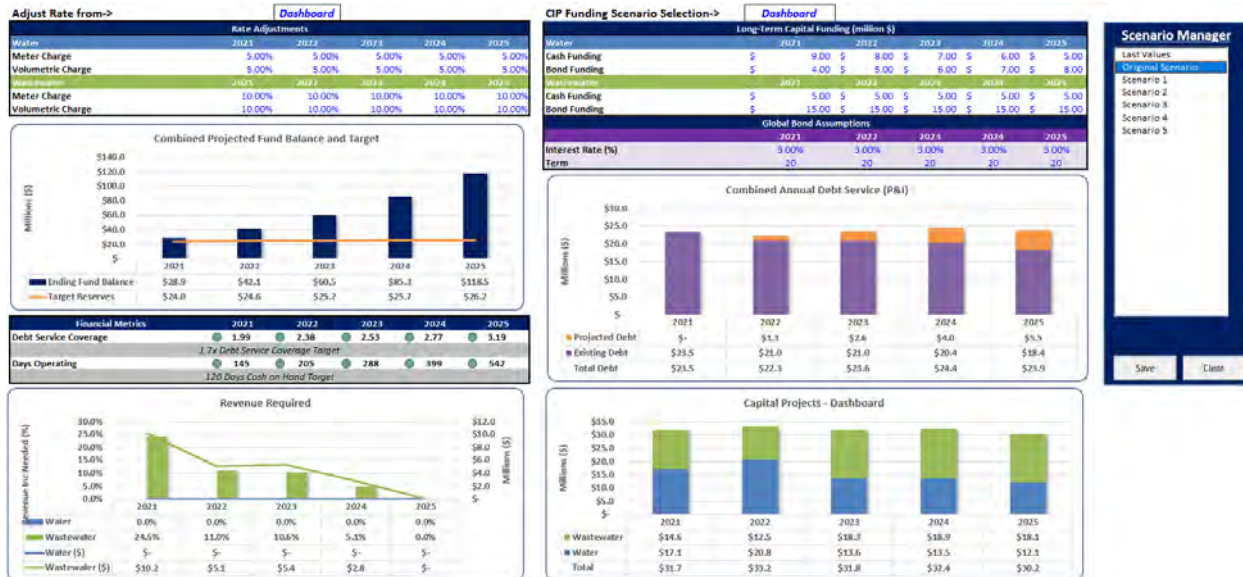 Adjust Rate from-> Dashboard
Rate Adjustments
Water 2021 2022 2023 2024 2025
Meter Charge 5.00% 5.00% 5.00% 5.00% 5.00%
Volumetric Charge 5.00% 5.00% 5.00% 5.00% 5.00%
Wastewater 2021 2022 2023 2024 2025
Meter Charge 10.00% 10.00% 10.00% 10.00% 10.00%
Volumetric Charge 10.00% 10.00% 10.00% 10.00% 10.00%
Combined Projected Fund Balance and Target
Millions ($)
$140.0
$120.0
$100.0
$80.0
$60.0
$40.0
$20.0
$-
2021 2022 2023 2024 2025
Ending Fund Balance $28.9 $42.1 $60.5 $118.5
Target Reserves $24.0 $24.6 $25.2 $25.7 $26.2
Financial Metrics 2021 2022 2023 2024 2025
Debt Service Coverage 1.99 2.38 2.53 2.77 3.19
1.7x Debt Service Coverage Target
Days Operating 145 205 288 399 542
120 Days Cash on Hand Target
Revenue Required
Revenue Inc Needed (%)
30.0%
25.0%
20.0%
15.0%
10.0%
5.0%
0.0%
$12.0
$10.0
$8.0
$6.0
$4.0
$2.0
$-
Millions ($)
2021 2022 2023 2024 2025
Water 0.0% 0.0% 0.0% 0.0% 0.0%
Wastewater 24.5% 11.0% 10.6% 5.1% 0.0%
Water ($) $- $- $- $- $-
Wastewater ($) $10.2 $5.1 $5.4 $2.8 $-
CIP Funding Scenario Selection-> Dashboard
Long-Term Capital Funding (million $)
Water 2021 2022 2023 2024 2025
Cash Funding $ 9.00 $ 8.00 $ 7.00 $ 6.00 $ 5.00
Bond Funding $ 4.00 $ 5.00 $ 6.00 $ 7.00 $ 8.00
Wastewater 2021 2022 2023 2024 2025
Cash Funding $ 5.00 $ 5.00 $ 5.00 $ 5.00 $ 5.00
Bond Funding $ 15.00 $ 15.00 $ 15.00 $ 15.00 $ 15.00
Global Bond Assumptions
2021 2022 2023 2024 2025
Interest Rate (%) 3.00% 3.00% 3.00% 3.00% 3.00%
Term 20 20 20 20 20
Combined Annual Debt Service (P&I)
Millions ($)
$30.0
$25.0
$20.0
$15.0
$10.0
$5.0
$-
2021 2022 2023 2024 2025
Projected Debt $- $1.3 $2.6 $4.0 $5.5
Existing Debt $23.5 $21.0 $21.0 $20.4 $18.4
Total Debt $23.5 $22.3 $23.6 $24.4 $23.9
Capital Projects - Dashboard
Millions ($)
$35.0
$30.0
$25.0
$20.0
$15.0
$10.0
$5.0
$-
2021 2022 2023 2024 2025
Wastewater $14.6 $12.5 $18.3 $18.9 $18.1
Water $17.1 $20.8 $13.6 $13.5 $12.1
Total $31.7 $33.2 $31.8 $32.4 $30.2
Scenario Manager
Last Values
Original Scenario
Scenario 1
Scenario 2
Scenario 3
Scenario 4
Scenario 5
Save Clear